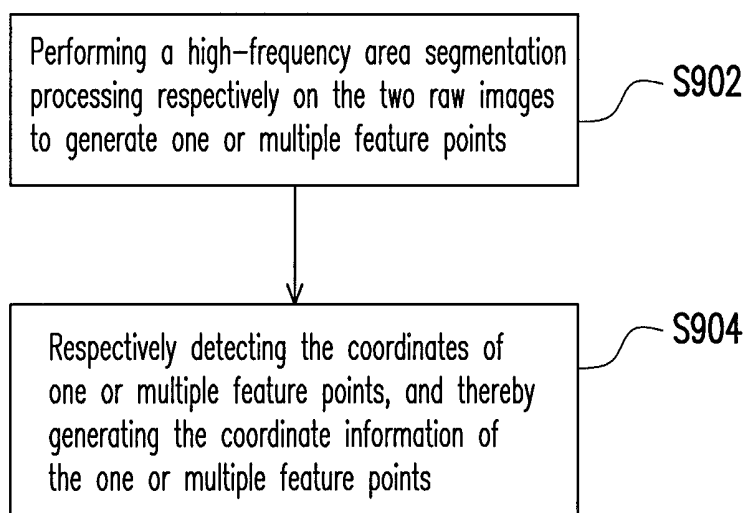 Performing a high-frequency area segmentation
processing respectively on the two raw images
to generate one or multiple feature points
S902
Respectively detecting the coordinates of
one or multiple feature points, and thereby
generating the coordinate information of
the one or multiple feature points
S904